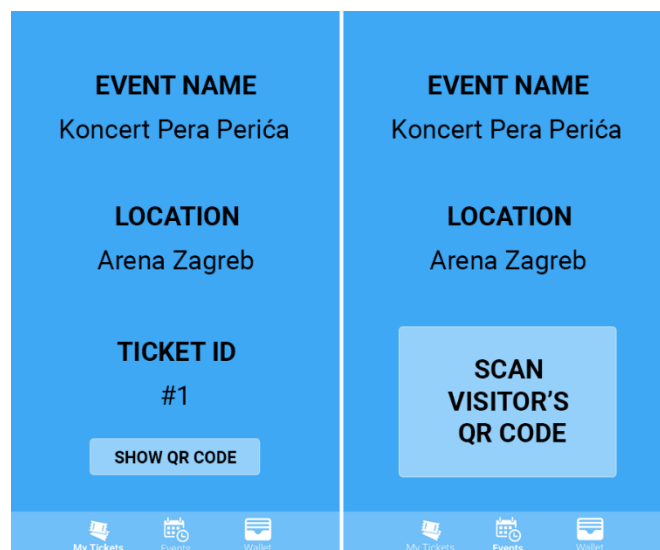 EVENT NAME
Koncert Pera Perića
LOCATION
Arena Zagreb
TICKET ID
#1
SHOW QR CODE
My Tickets
Events
Wallet
EVENT NAME
Koncert Pera Perića
LOCATION
Arena Zagreb
SCAN
VISITOR'S
QR CODE
My Tickets
Events
Wallet